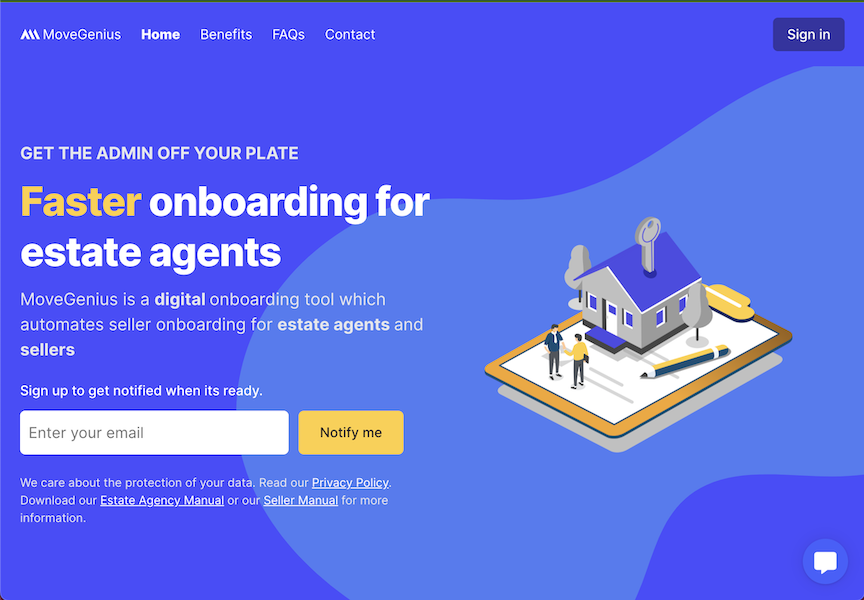 MoveGenius Home Benefits FAQs Contact Sign in
GET THE ADMIN OFF YOUR PLATE
Faster onboarding for
estate agents
MoveGenius is a digital onboarding tool which
automates seller onboarding for estate agents and
sellers
Sign up to get notified when its ready.
Enter your email Notify me
We care about the protection of your data. Read our Privacy Policy.
Download our Estate Agency Manual or our Seller Manual for more
information.